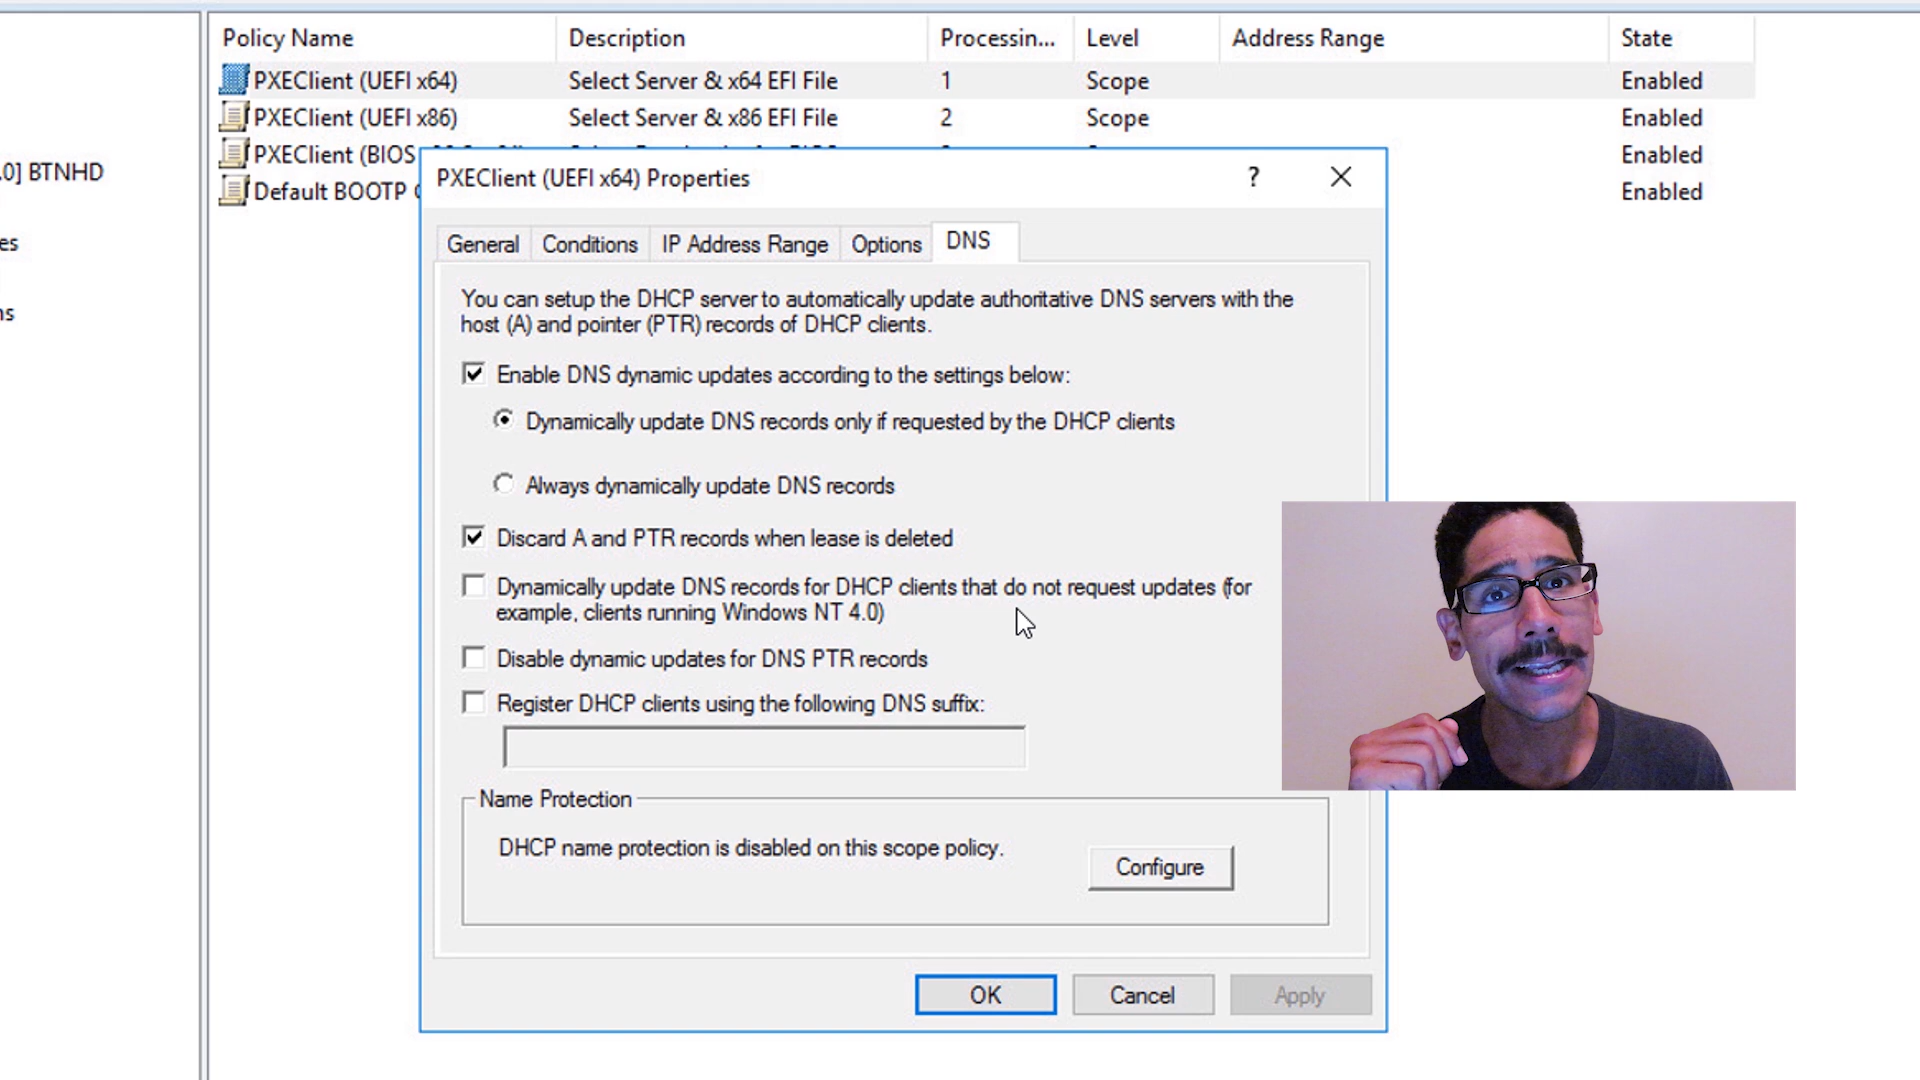 Policy Name Description Processin... Level Address Range State
PXEClient (UEFI x64) Select Server & x64 EFI File 1 Scope Enabled
PXEClient (UEFI x86) Select Server & x86 EFI File 2 Scope Enabled
PXEClient (BIOS Enabled
Default BOOTP Enabled
.0] BTNHD
es
ns
PXEClient (UEFI x64) Properties ?
General Conditions IP Address Range Options DNS
You can setup the DHCP server to automatically update authoritative DNS servers with the
host (A) and pointer (PTR) records of DHCP clients.
Enable DNS dynamic updates according to the settings below:
Dynamically update DNS records only if requested by the DHCP clients
Always dynamically update DNS records
Discard A and PTR records when lease is deleted
Dynamically update DNS records for DHCP clients that do not request updates (for
example, clients running Windows NT 4.0)
Disable dynamic updates for DNS PTR records
Register DHCP clients using the following DNS suffix:
Name Protection
DHCP name protection is disabled on this scope policy.
Configure
OK Cancel Apply